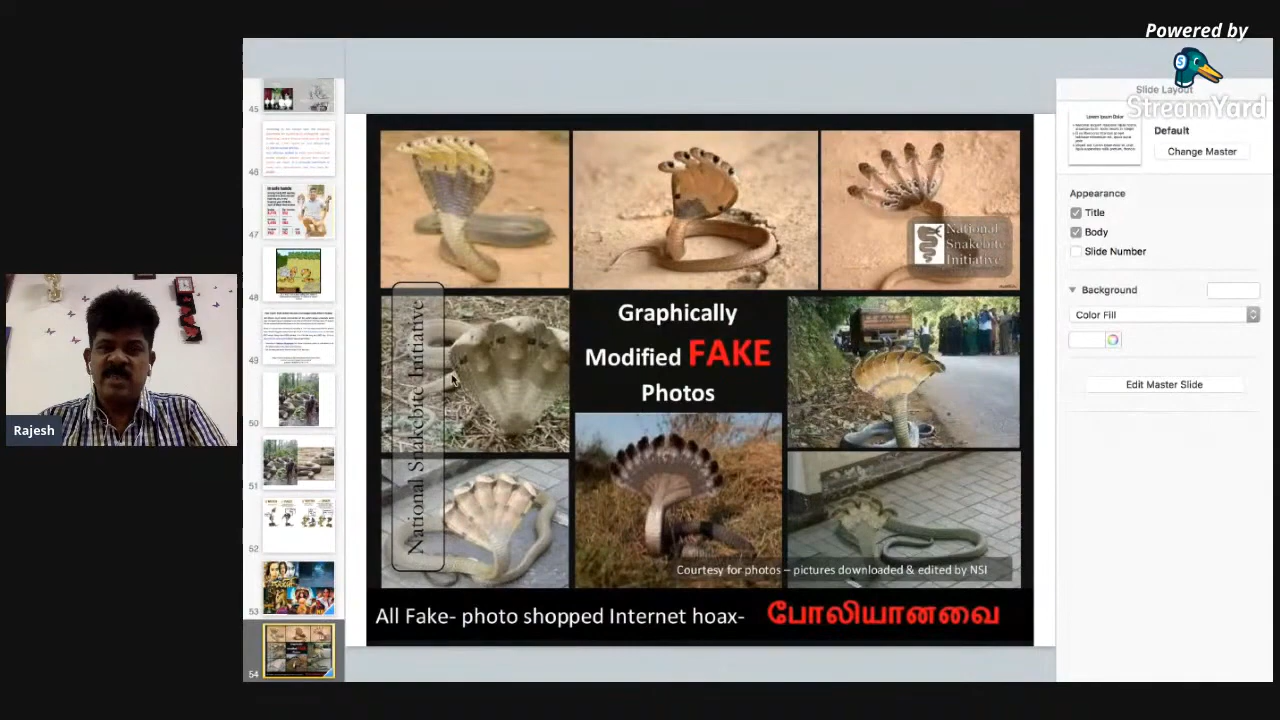 Powered by
StreamYard
45
46
47
48
49
50
51
52
53
54
Rajesh
National
Snakebite
Initiative
National Snakebite Initiative
Graphically
Modified FAKE
Photos
Courtesy for photos – pictures downloaded & edited by NSI
All Fake- photo shopped Internet hoax- போலியானவை
Slide Layout
Default
Change Master
Appearance
Title
Body
Slide Number
Background
Color Fill
Edit Master Slide